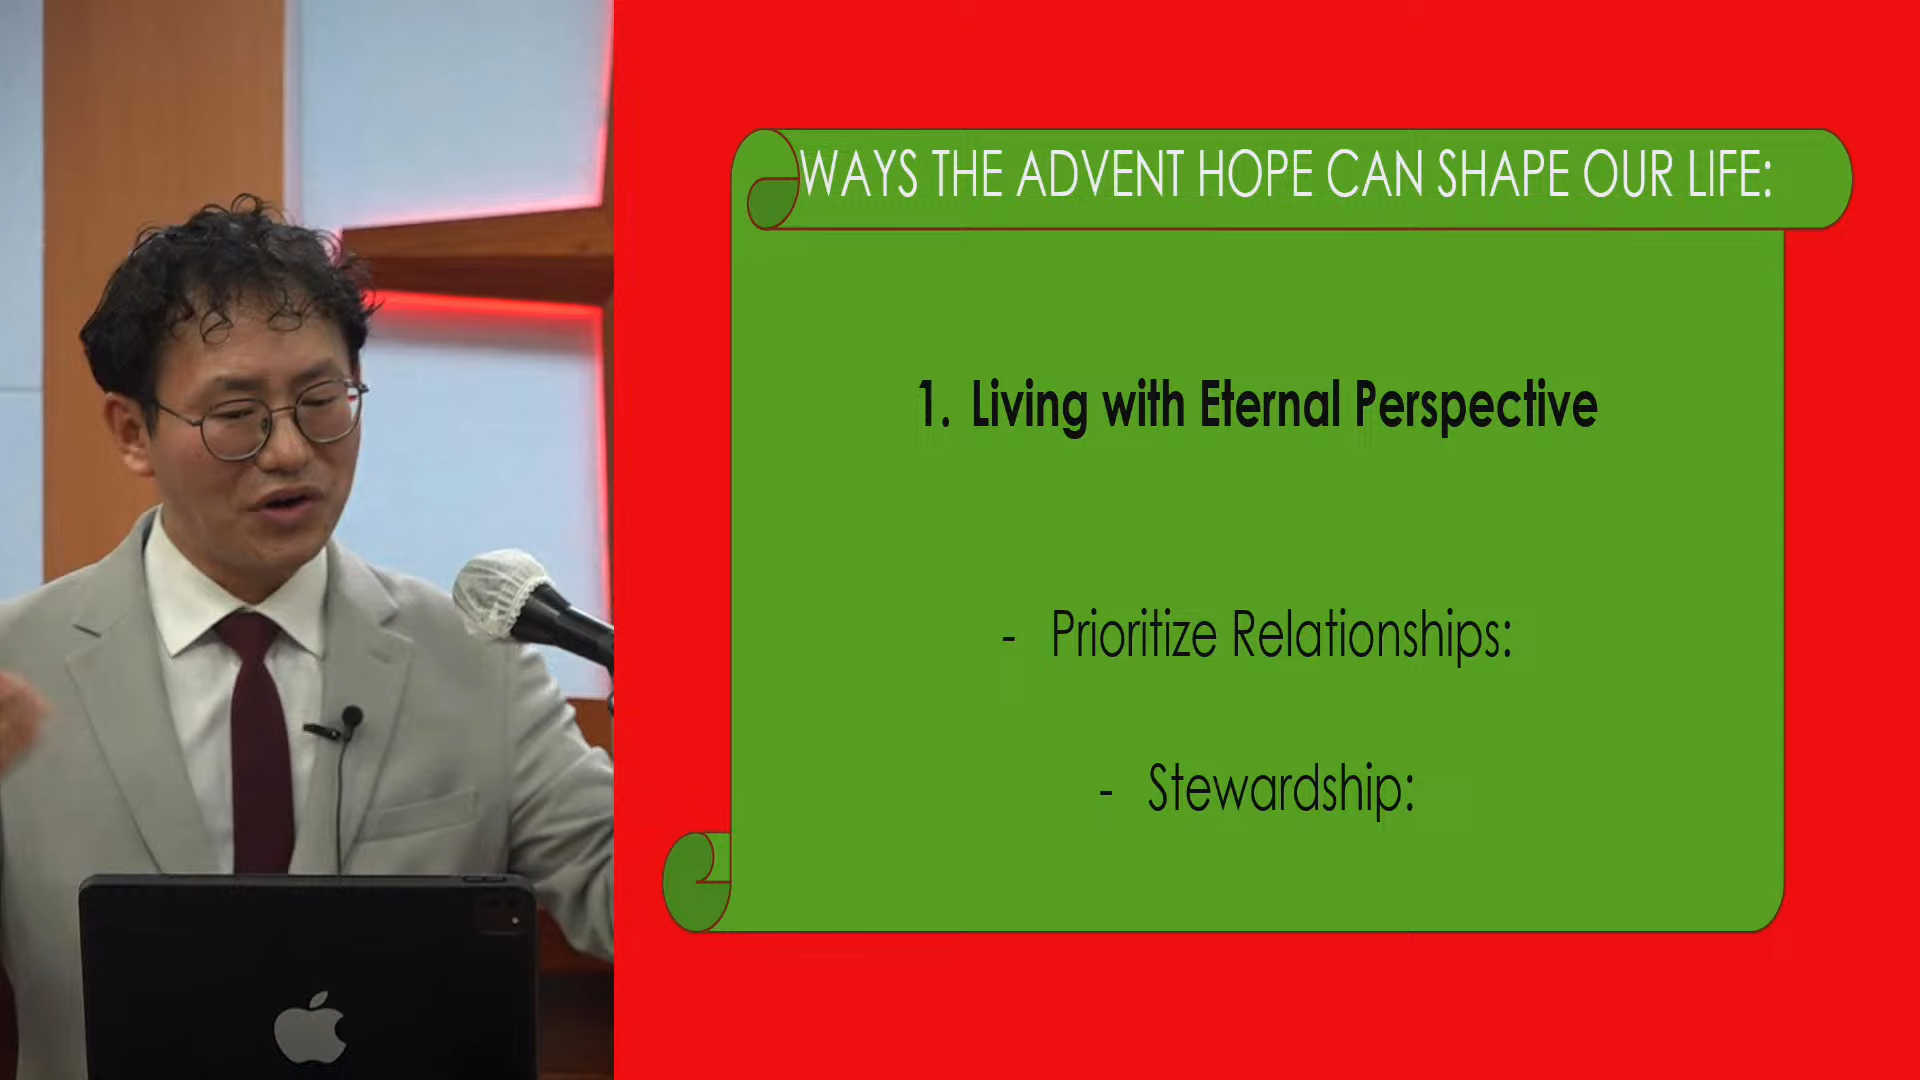 WAYS THE ADVENT HOPE CAN SHAPE OUR LIFE:
1. Living with Eternal Perspective
- Prioritize Relationships:
- Stewardship: